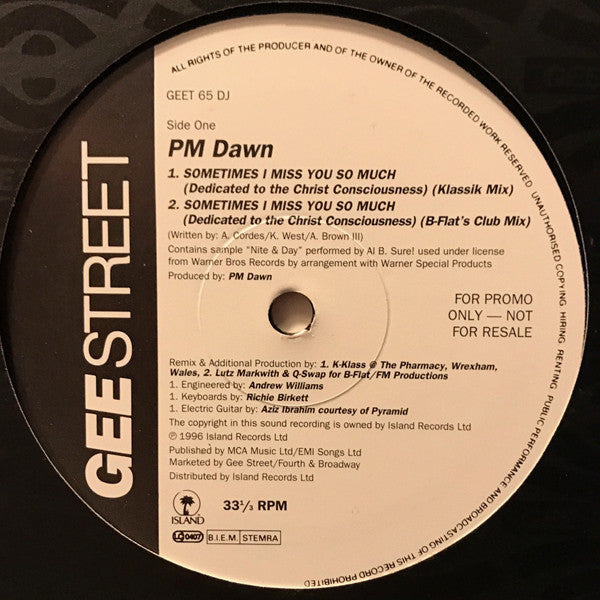 ALL RIGHTS OF THE PRODUCER AND OF THE OWNER OF THE RECORDED WORK RESERVED UNAUTHORISED COPYING HIRING RENTING PUBLIC PERFORMANCE AND BROADCASTING OF THIS RECORD PROHIBITED
GEE STREET
GEET 65 DJ
Side One
PM Dawn
1. SOMETIMES I MISS YOU SO MUCH
(Dedicated to the Christ Consciousness) (Klassik Mix)
2. SOMETIMES I MISS YOU SO MUCH
(Dedicated to the Christ Consciousness) (B-Flat's Club Mix)
(Written by: A. Cordes/K. West/A. Brown III)
Contains sample "Nite & Day" performed by Al B. Sure! used under license
from Warner Bros Records by arrangement with Warner Special Products
Produced by: PM Dawn
FOR PROMO
ONLY — NOT
FOR RESALE
Remix & Additional Production by: 1. K-Klass @ The Pharmacy, Wrexham,
Wales, 2. Lutz Markwith & Q-Swap for B-Flat/FM Productions
1. Engineered by: Andrew Williams
1. Keyboards by: Richie Birkett
1. Electric Guitar by: Aziz Ibrahim courtesy of Pyramid
The copyright in this sound recording is owned by Island Records Ltd
℗ 1996 Island Records Ltd
Published by MCA Music Ltd/EMI Songs Ltd
Marketed by Gee Street/Fourth & Broadway
Distributed by Island Records Ltd
ISLAND
33⅓ RPM
LC 0407 B.I.E.M. STEMRA